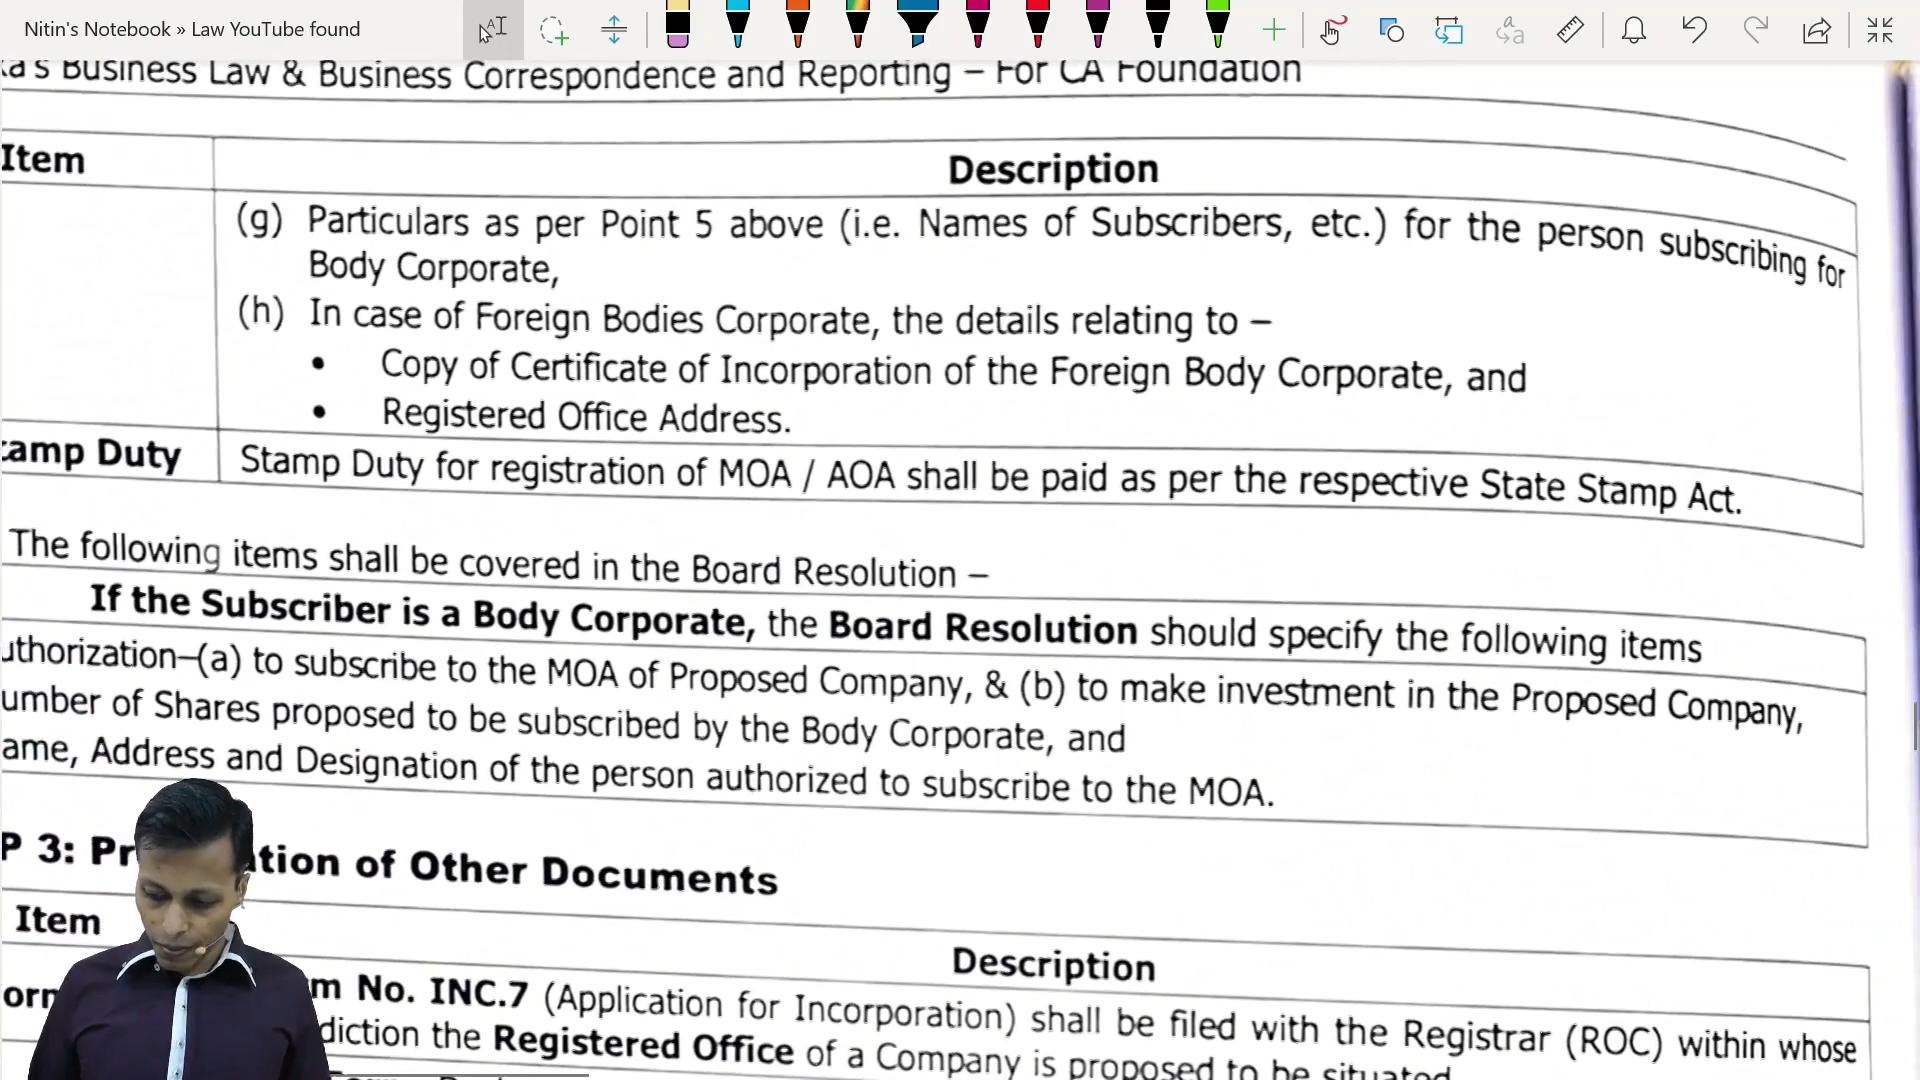 Nitin's Notebook » Law YouTube found
Business Law & Business Correspondence and Reporting – For CA Foundation
Item
Description
(g) Particulars as per Point 5 above (i.e. Names of Subscribers, etc.) for the person subscribing for
Body Corporate,
(h) In case of Foreign Bodies Corporate, the details relating to –
• Copy of Certificate of Incorporation of the Foreign Body Corporate, and
• Registered Office Address.
tamp Duty
Stamp Duty for registration of MOA / AOA shall be paid as per the respective State Stamp Act.
The following items shall be covered in the Board Resolution –
If the Subscriber is a Body Corporate, the Board Resolution should specify the following items
uthorization–(a) to subscribe to the MOA of Proposed Company, & (b) to make investment in the Proposed Company,
umber of Shares proposed to be subscribed by the Body Corporate, and
ame, Address and Designation of the person authorized to subscribe to the MOA.
P 3: Pr ation of Other Documents
Item
Description
orm No. INC.7 (Application for Incorporation) shall be filed with the Registrar (ROC) within whose
diction the Registered Office of a Company is proposed to be situated